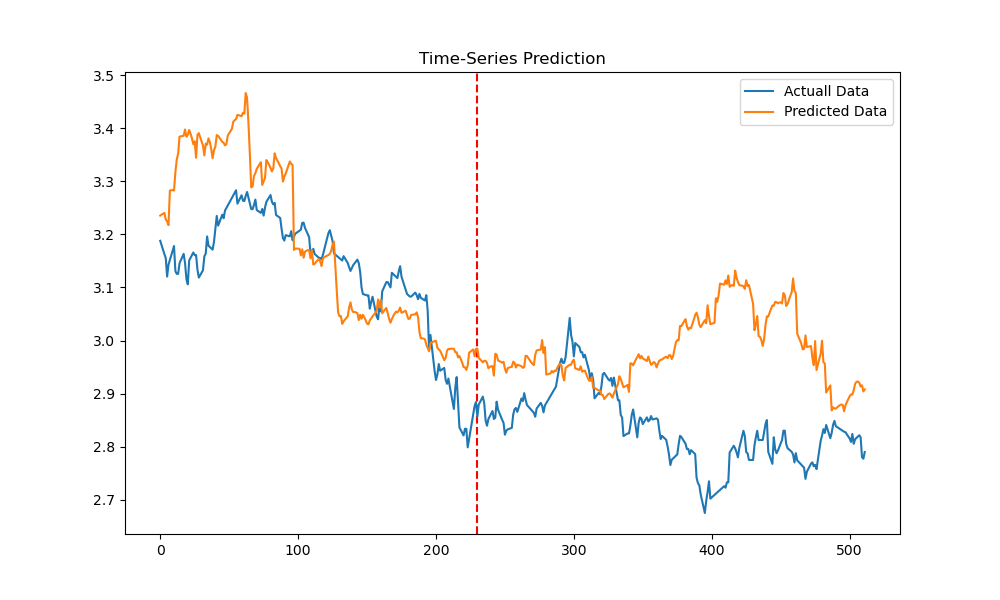 Time-Series Prediction
Actuall Data
Predicted Data
3.5
3.4
3.3
3.2
3.1
3.0
2.9
2.8
2.7
0 100 200 300 400 500